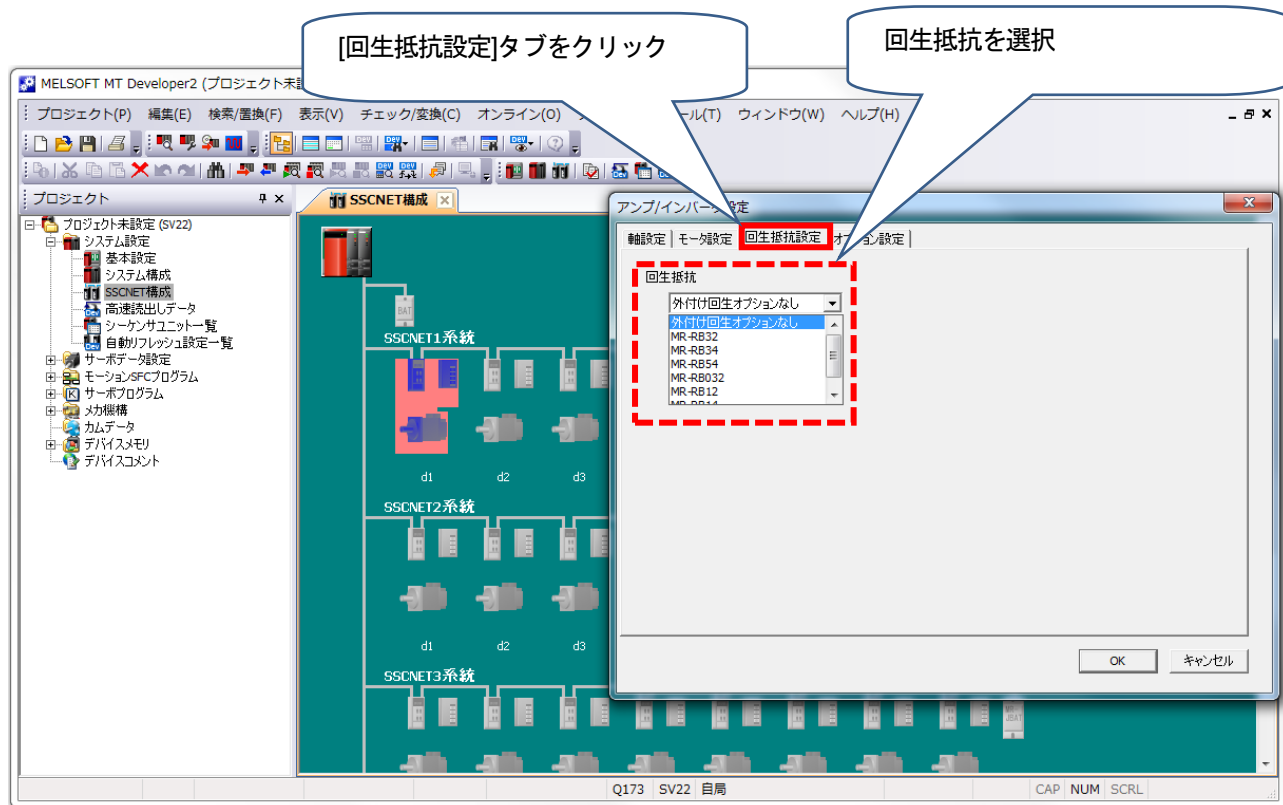 [回生抵抗設定]タブをクリック
回生抵抗を選択
MELSOFT MT Developer2 (プロジェクト未
プロジェクト(P) 編集(E) 検索/置換(F) 表示(V) チェック/変換(C) オンライン(O) ール(T) ウィンドウ(W) ヘルプ(H)
プロジェクト
プロジェクト未設定 (SV22)
システム設定
基本設定
システム構成
SSCNET構成
高速読出しデータ
シーケンサユニット一覧
自動リフレッシュ設定一覧
サーボデータ設定
モーションSFCプログラム
サーボプログラム
メカ機構
カムデータ
デバイスメモリ
デバイスコメント
SSCNET構成
BAT
SSCNET1系統
d1 d2 d3
SSCNET2系統
d1 d2 d3
SSCNET3系統
アンプ/インバータ設定
軸設定 モータ設定 回生抵抗設定 オプション設定
回生抵抗
外付け回生オプションなし
外付け回生オプションなし
MR-RB32
MR-RB34
MR-RB54
MR-RB032
MR-RB12
MR-RB14
OK キャンセル
Q173 SV22 自局 CAP NUM SCRL